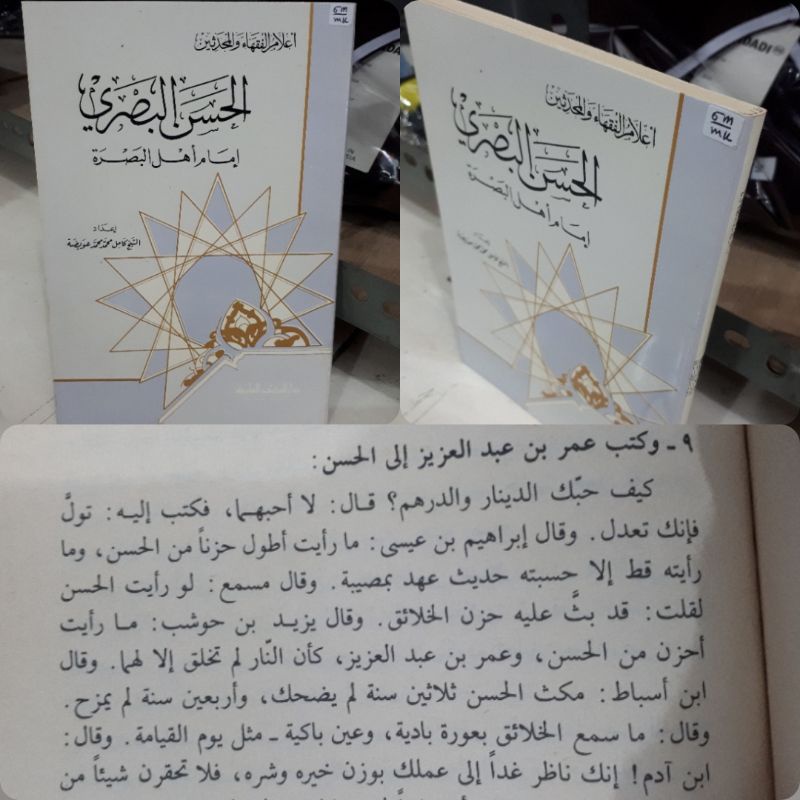 أعلام الفقهاء والمحدثين
الحسن البصري
إمام أهل البصرة
إعداد
الشيخ كامل محمد محمد عويضة
5m
mk
أعلام الفقهاء والمحدثين
الحسن البصري
إمام أهل البصرة
إعداد
5m
mk
٩ - وكتب عمر بن عبد العزيز إلى الحسن :
كيف حبّك الدينار والدرهم؟ قال: لا أحبهما، فكتب إليه: تولَّ
فإنك تعدل. وقال إبراهيم بن عيسى: ما رأيت أطول حزناً من الحسن، وما
رأيته قط إلا حسبته حديث عهد بمصيبة. وقال مسمع: لو رأيت الحسن
لقلت: قد بثَّ عليه حزن الخلائق. وقال يزيد بن حوشب: ما رأيت
أحزن من الحسن، وعمر بن عبد العزيز، كأن النّار لم تخلق إلا لهما. وقال
ابن أسباط: مكث الحسن ثلاثين سنة لم يضحك، وأربعين سنة لم يمزح.
وقال: ما سمع الخلائق بعورة بادية، وعين باكية - مثل يوم القيامة. وقال:
ابن آدم! إنك ناظر غداً إلى عملك بوزن خيره وشره، فلا تحقرن شيئاً من